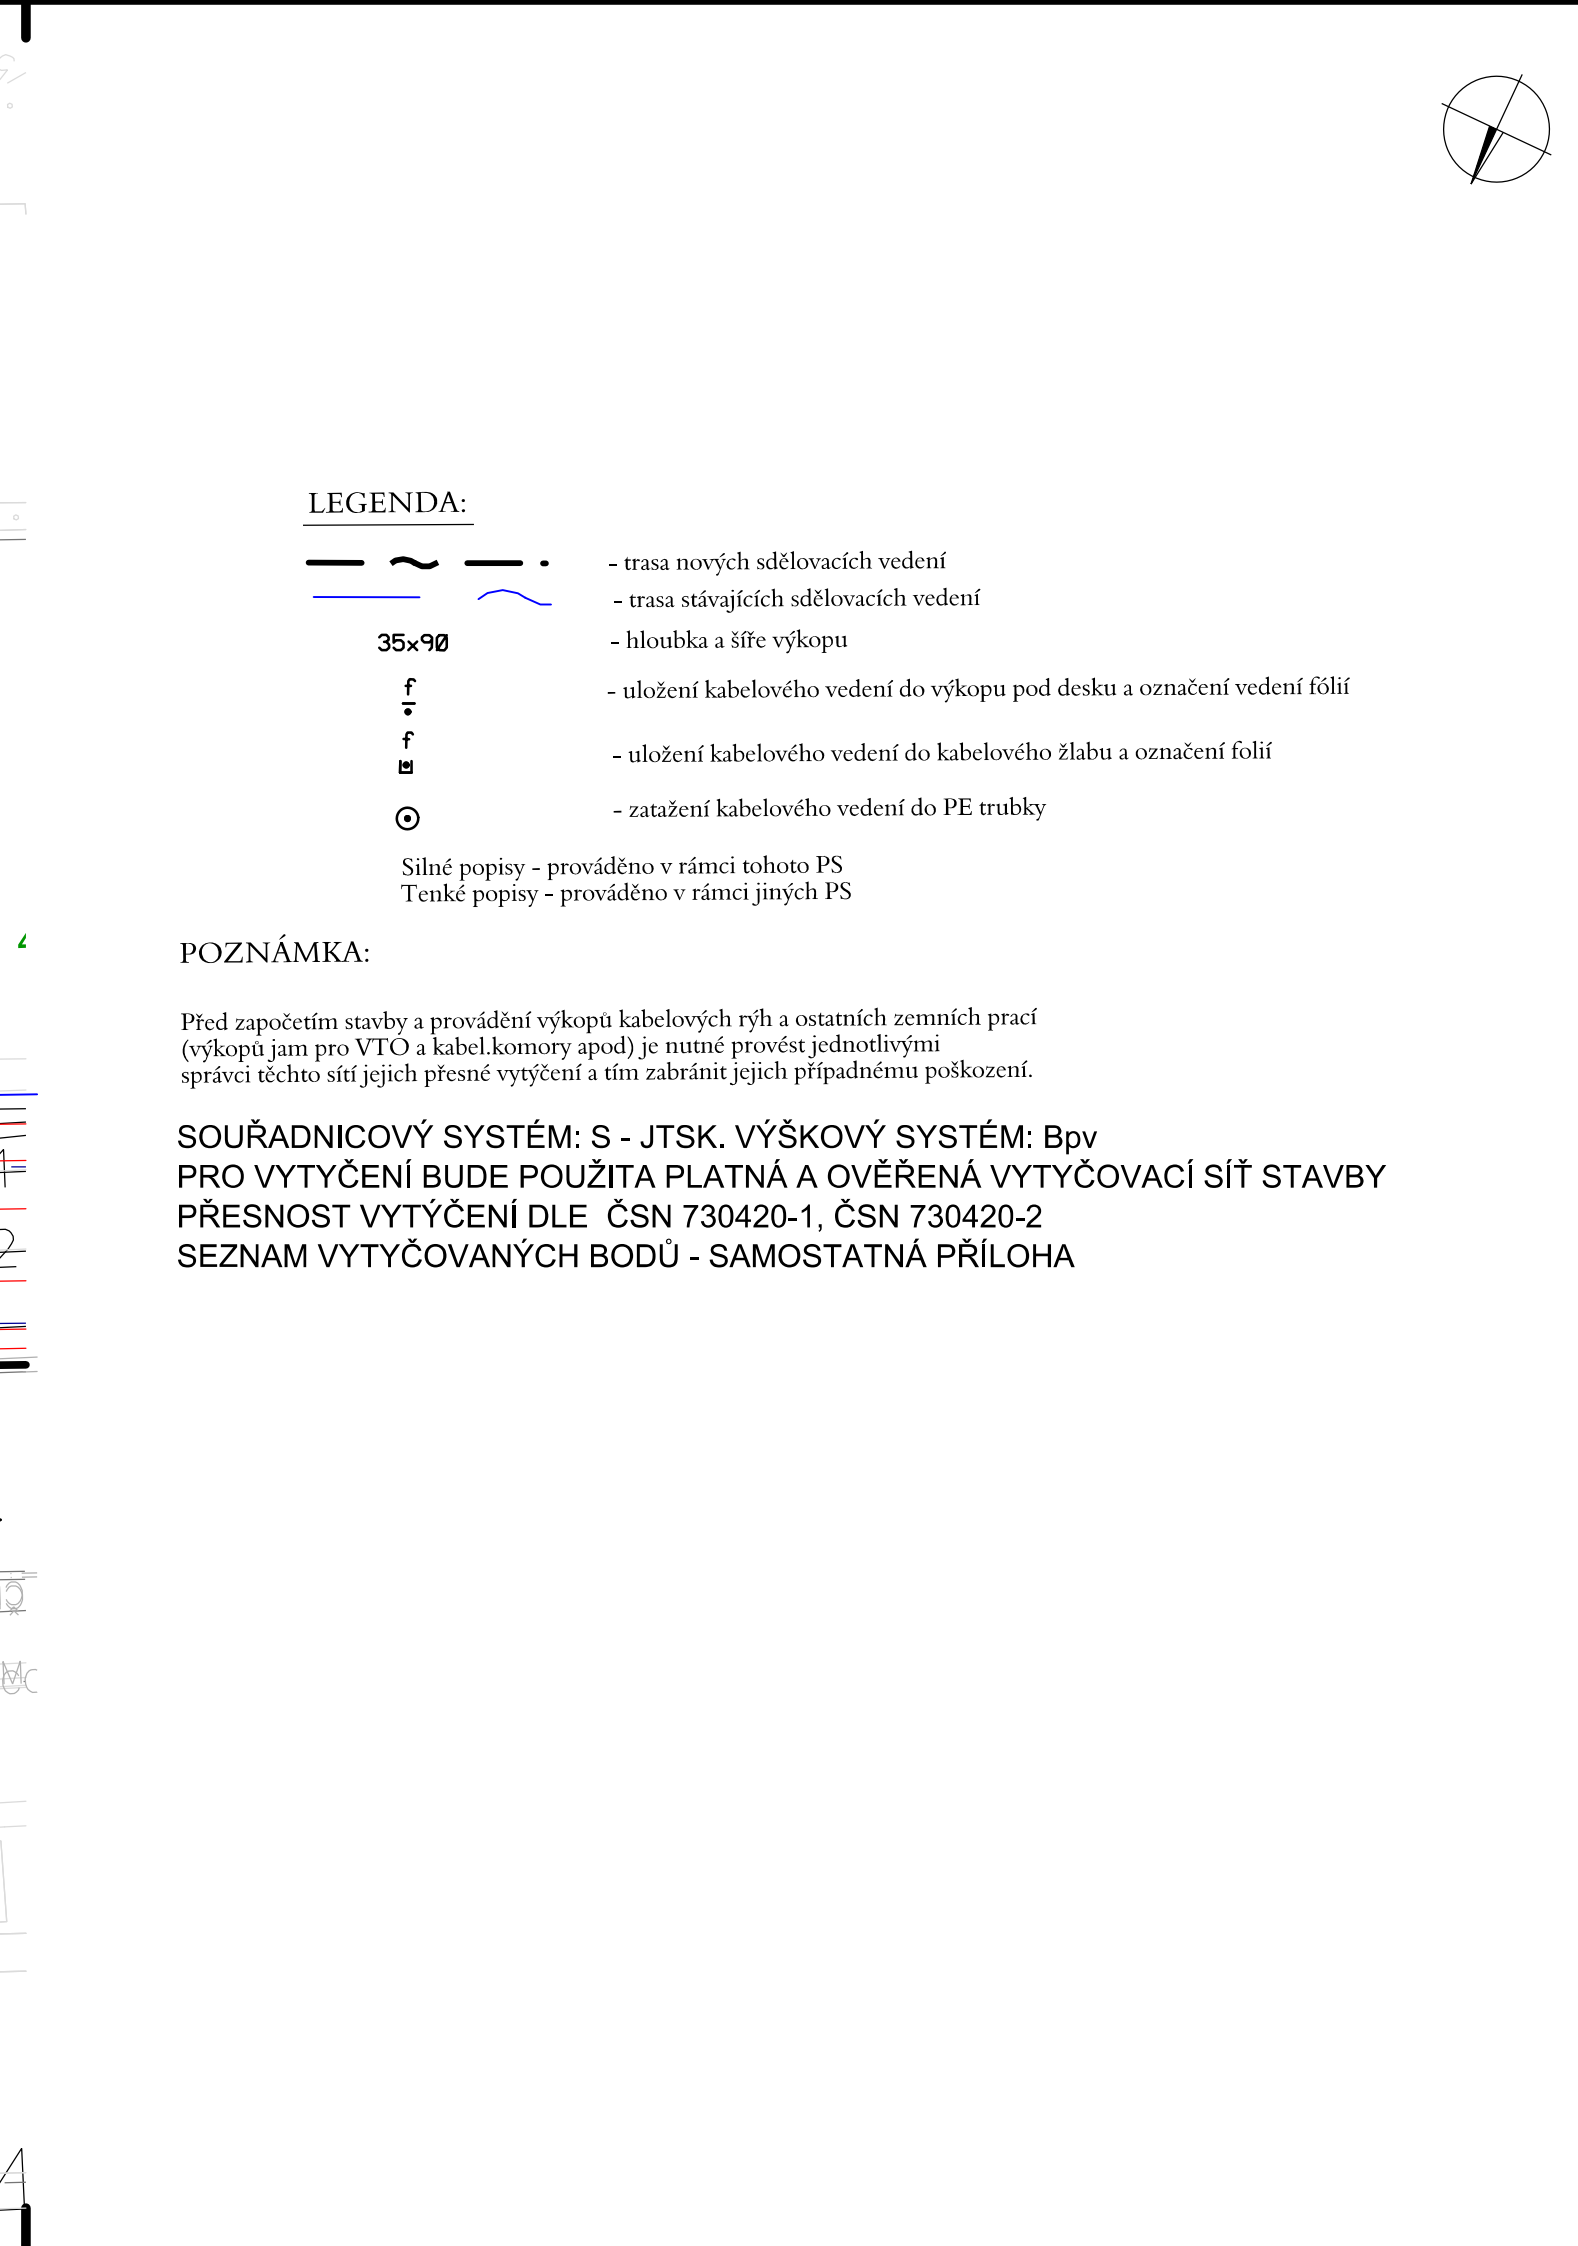 LEGENDA:
- trasa nových sdělovacích vedení
- trasa stávajících sdělovacích vedení
35x90 - hloubka a šíře výkopu
f - uložení kabelového vedení do výkopu pod desku a označení vedení fólií
f - uložení kabelového vedení do kabelového žlabu a označení folií
- zatažení kabelového vedení do PE trubky
Silné popisy - prováděno v rámci tohoto PS
Tenké popisy - prováděno v rámci jiných PS
POZNÁMKA:
Před započetím stavby a provádění výkopů kabelových rýh a ostatních zemních prací
(výkopů jam pro VTO a kabel.komory apod) je nutné provést jednotlivými
správci těchto sítí jejich přesné vytýčení a tím zabránit jejich případnému poškození.
SOUŘADNICOVÝ SYSTÉM: S - JTSK. VÝŠKOVÝ SYSTÉM: Bpv
PRO VYTYČENÍ BUDE POUŽITA PLATNÁ A OVĚŘENÁ VYTYČOVACÍ SÍŤ STAVBY
PŘESNOST VYTÝČENÍ DLE ČSN 730420-1, ČSN 730420-2
SEZNAM VYTYČOVANÝCH BODŮ - SAMOSTATNÁ PŘÍLOHA